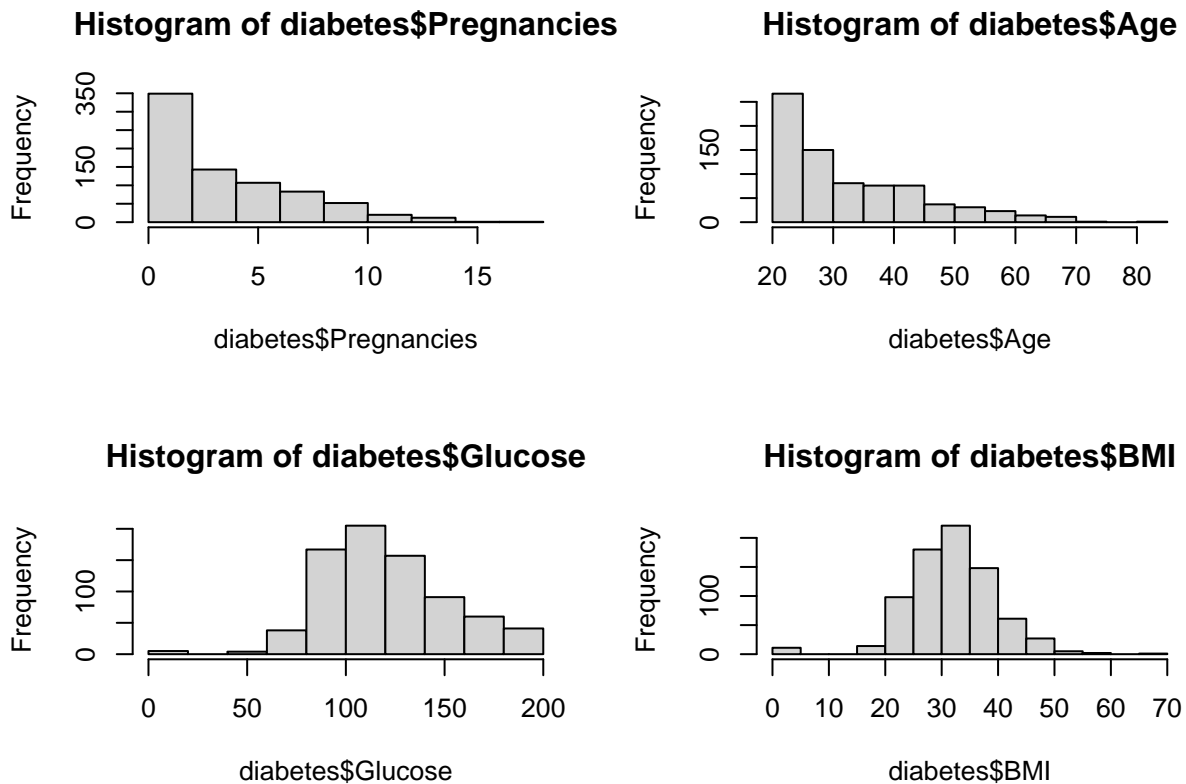 Histogram of diabetes$Pregnancies
Frequency
0 150 350
0 5 10 15
diabetes$Pregnancies
Histogram of diabetes$Age
Frequency
0 150
20 30 40 50 60 70 80
diabetes$Age
Histogram of diabetes$Glucose
Frequency
0 100
0 50 100 150 200
diabetes$Glucose
Histogram of diabetes$BMI
Frequency
0 100
0 10 20 30 40 50 60 70
diabetes$BMI